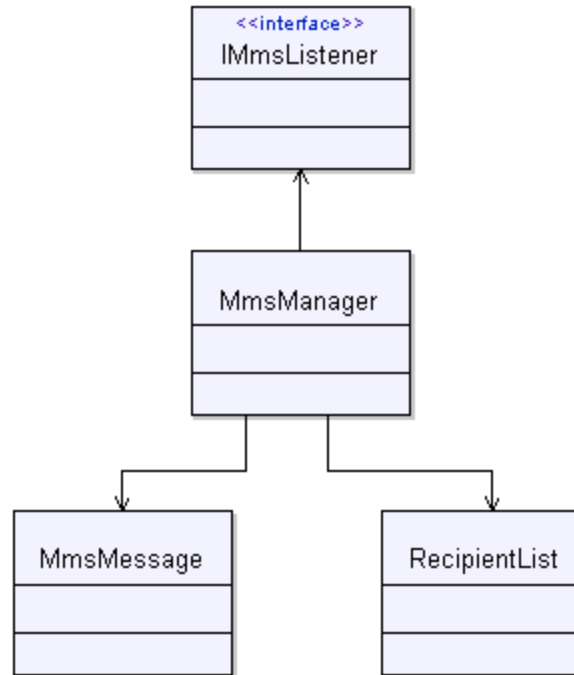 <<interface>>
IMmsListener
MmsManager
MmsMessage
RecipientList